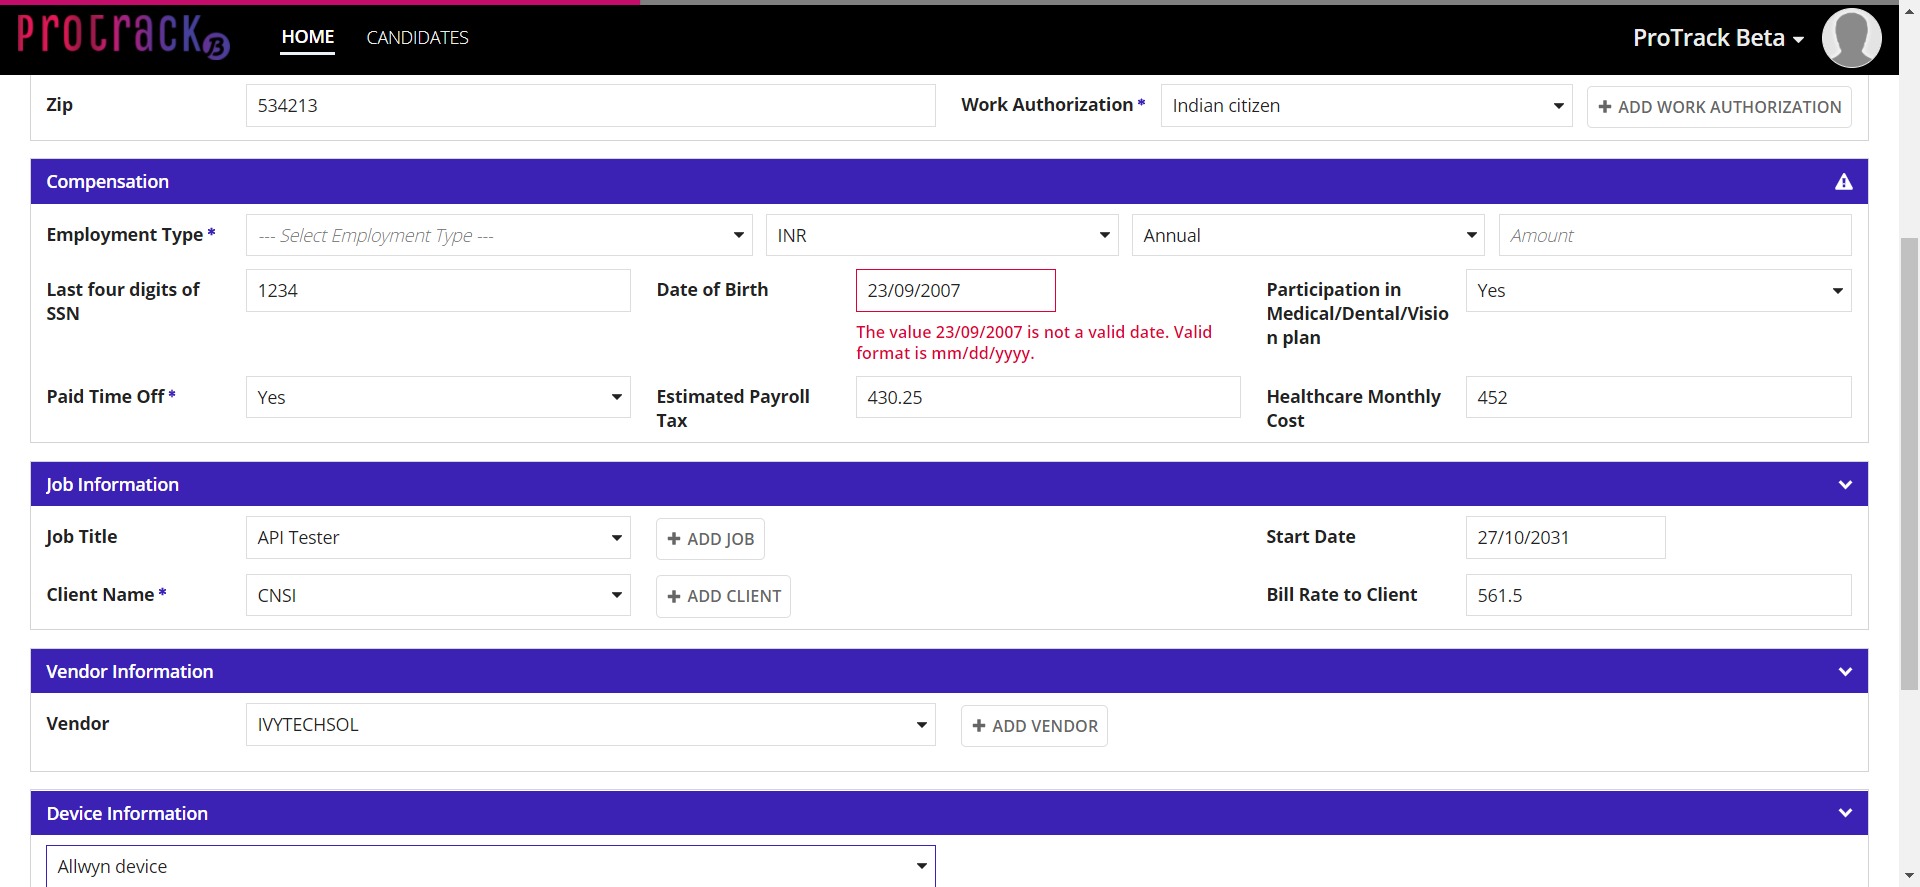 ProTrack B HOME CANDIDATES ProTrack Beta
Zip 534213 Work Authorization * Indian citizen + ADD WORK AUTHORIZATION
Compensation
Employment Type * --- Select Employment Type --- INR Annual Amount
Last four digits of SSN 1234 Date of Birth 23/09/2007 Participation in Medical/Dental/Visio
n plan Yes
The value 23/09/2007 is not a valid date. Valid
format is mm/dd/yyyy.
Paid Time Off * Yes Estimated Payroll Tax 430.25 Healthcare Monthly Cost 452
Job Information
Job Title API Tester + ADD JOB Start Date 27/10/2031
Client Name * CNSI + ADD CLIENT Bill Rate to Client 561.5
Vendor Information
Vendor IVYTECHSOL + ADD VENDOR
Device Information
Allwyn device